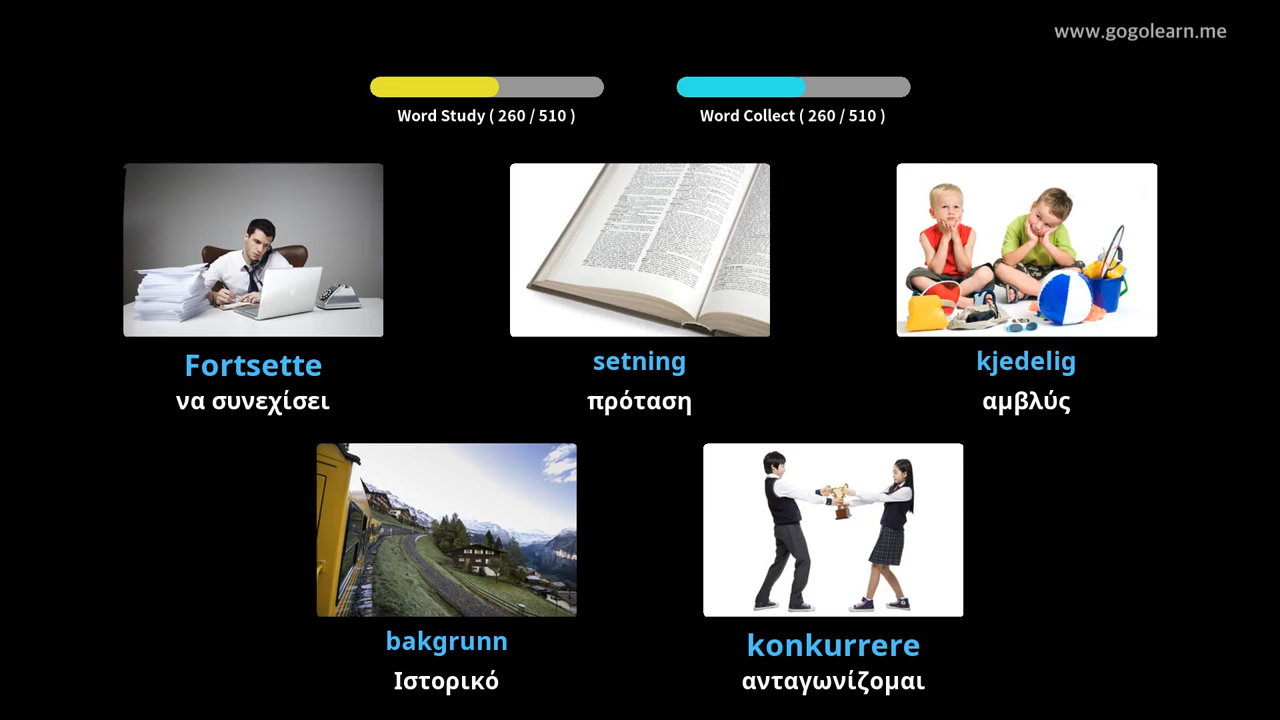 www.gogolearn.me
Word Study ( 260 / 510 )
Word Collect ( 260 / 510 )
Fortsette
να συνεχίσει
setning
πρόταση
kjedelig
αμβλύς
bakgrunn
Ιστορικό
konkurrere
ανταγωνίζομαι